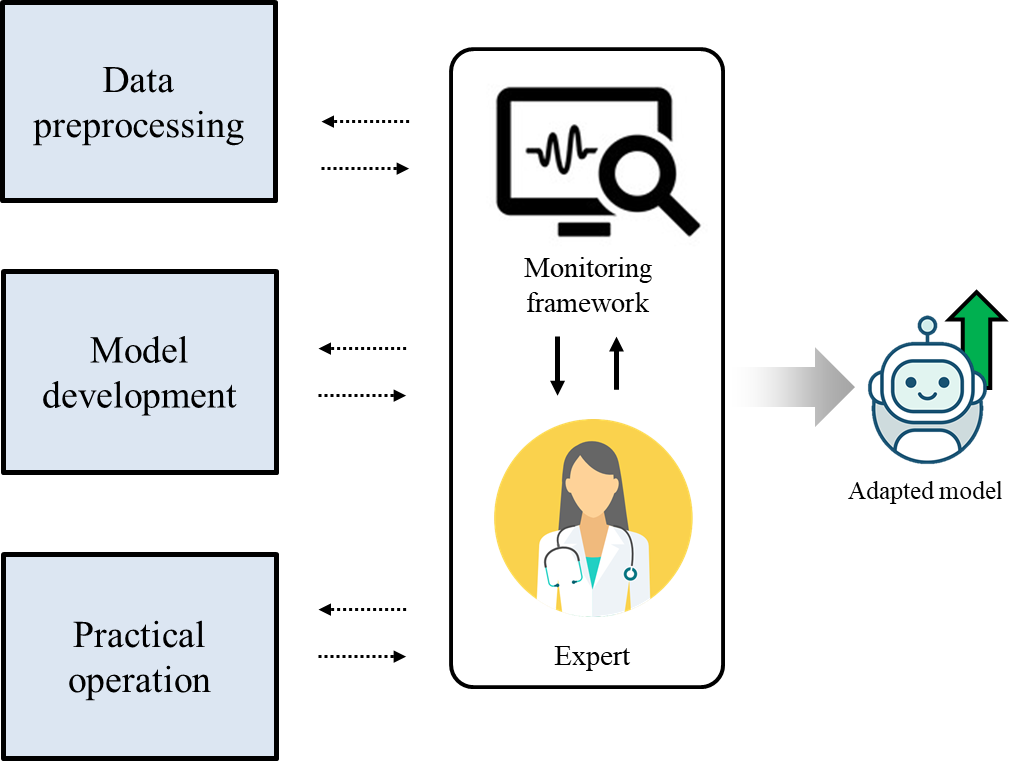 Data
preprocessing
Model
development
Practical
operation
Monitoring
framework
Expert
Adapted model